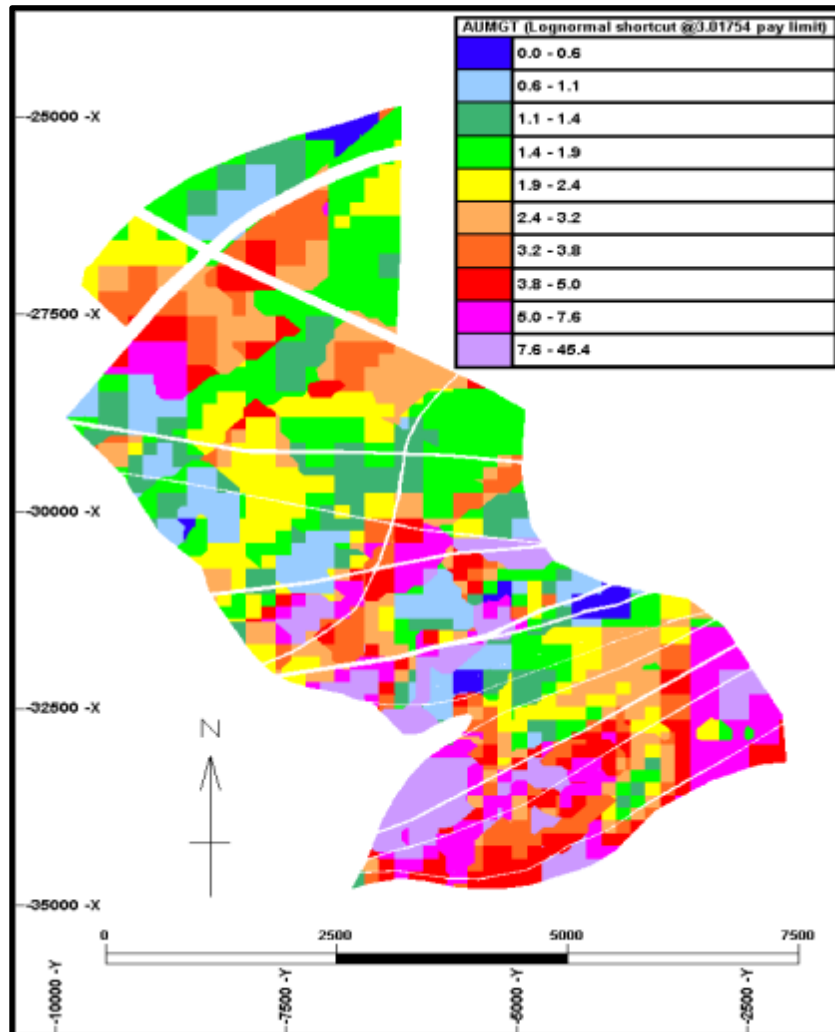 AUMGT (Lognormal shortcut @3.01754 pay limit)
0.0 - 0.6
0.6 - 1.1
1.1 - 1.4
1.4 - 1.9
1.9 - 2.4
2.4 - 3.2
3.2 - 3.8
3.8 - 5.0
5.0 - 7.6
7.6 - 45.4
-25000 -X
-27500 -X
-30000 -X
-32500 -X
-35000 -X
N
0 2500 5000 7500
-10000 -Y
-7500 -Y
-5000 -Y
-2500 -Y